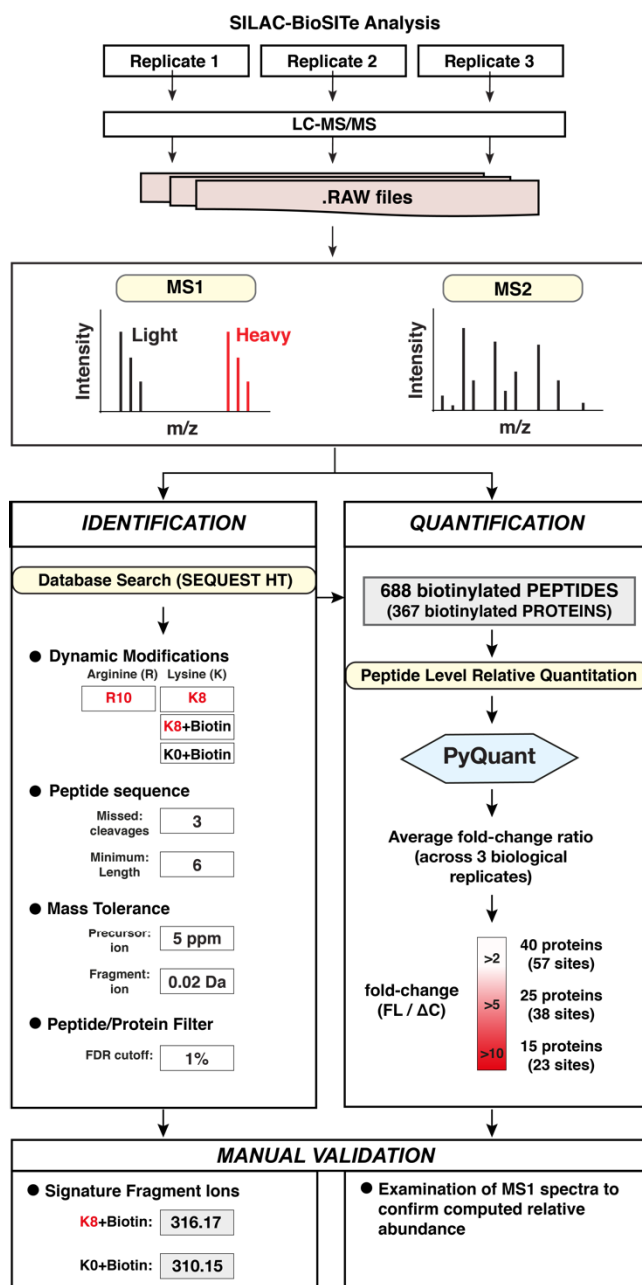 SILAC-BioSITe Analysis
Replicate 1
Replicate 2
Replicate 3
LC-MS/MS
.RAW files
MS1
MS2
Intensity
Light
Heavy
m/z
Intensity
m/z
IDENTIFICATION
Database Search (SEQUEST HT)
Dynamic Modifications
Arginine (R)
Lysine (K)
R10
K8
K8+Biotin
K0+Biotin
Peptide sequence
Missed:
cleavages
3
Minimum:
Length
6
Mass Tolerance
Precursor:
ion
5 ppm
Fragment:
ion
0.02 Da
Peptide/Protein Filter
FDR cutoff:
1%
QUANTIFICATION
688 biotinylated PEPTIDES
(367 biotinylated PROTEINS)
Peptide Level Relative Quantitation
PyQuant
Average fold-change ratio
(across 3 biological
replicates)
fold-change
(FL / ΔC)
>2
40 proteins
(57 sites)
>5
25 proteins
(38 sites)
>10
15 proteins
(23 sites)
MANUAL VALIDATION
Signature Fragment Ions
K8+Biotin:
316.17
K0+Biotin:
310.15
Examination of MS1 spectra to
confirm computed relative
abundance